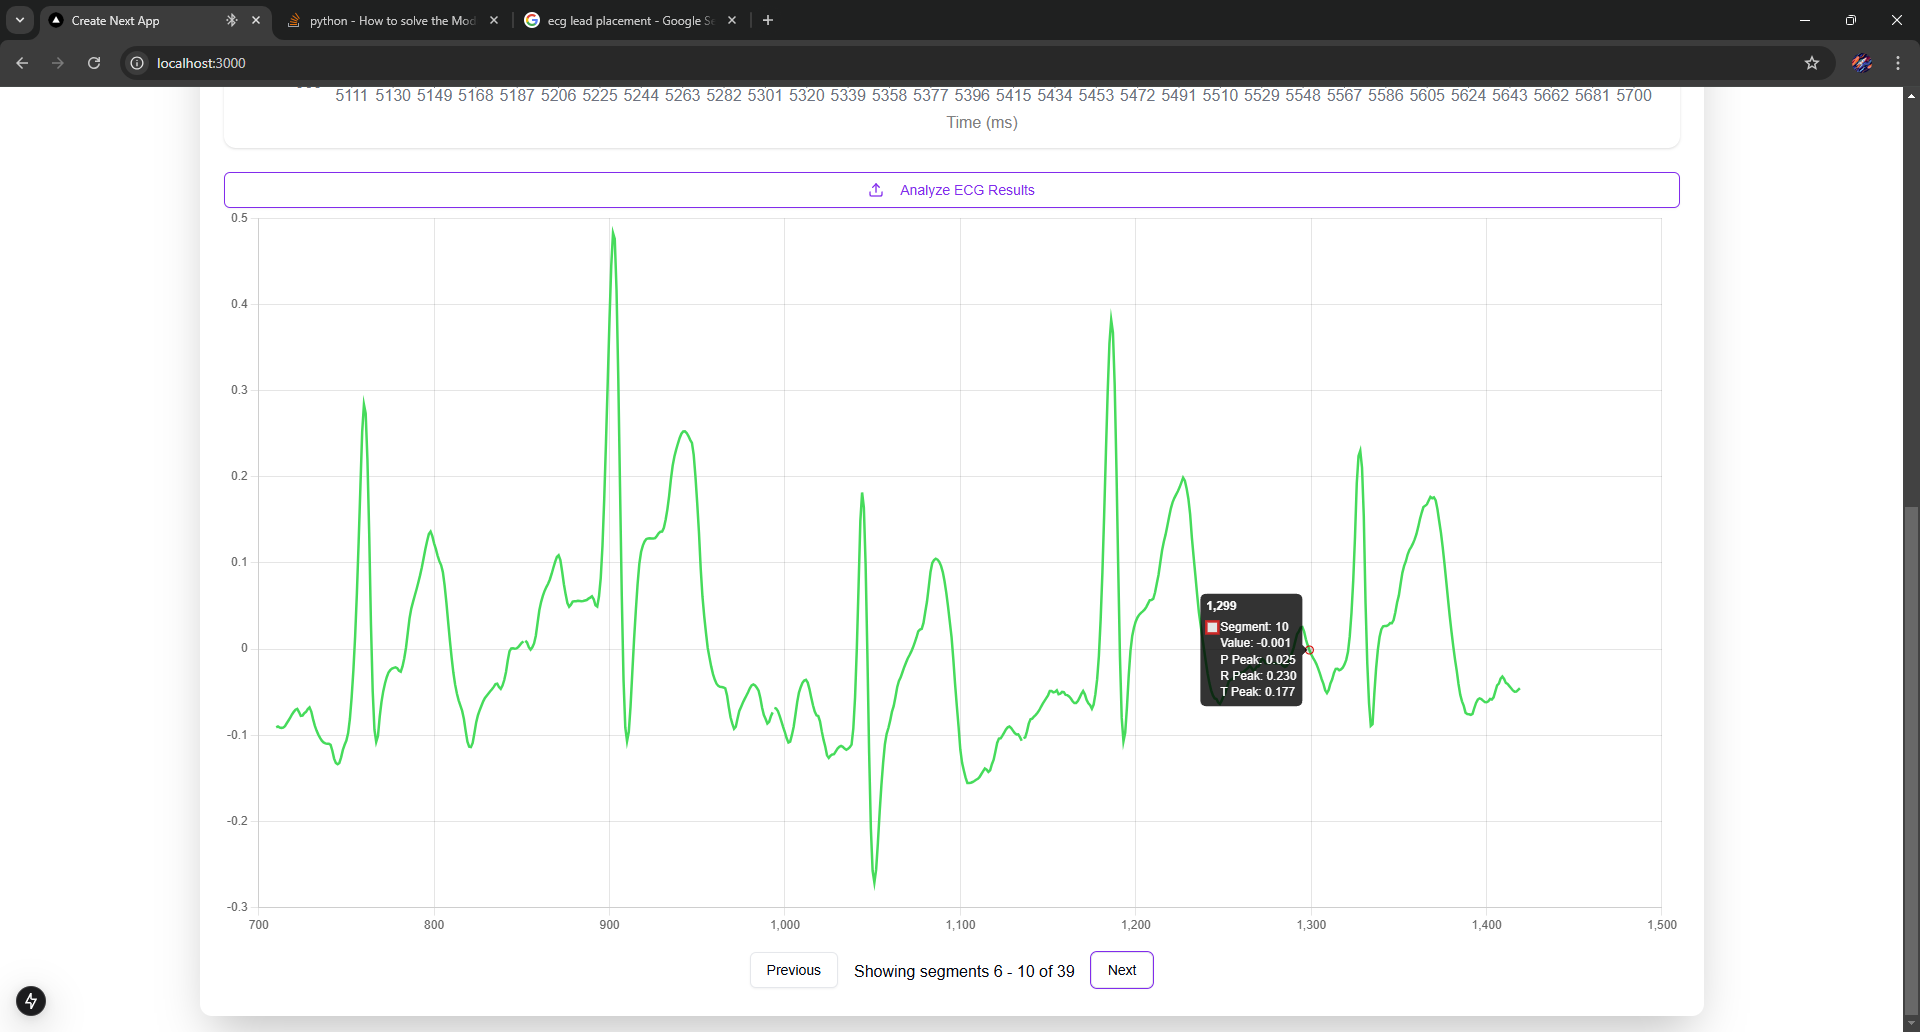 Create Next App
python - How to solve the Mod
ecg lead placement - Google Se
localhost:3000
5111 5130 5149 5168 5187 5206 5225 5244 5263 5282 5301 5320 5339 5358 5377 5396 5415 5434 5453 5472 5491 5510 5529 5548 5567 5586 5605 5624 5643 5662 5681 5700
Time (ms)
Analyze ECG Results
0.5
0.4
0.3
0.2
0.1
0
-0.1
-0.2
-0.3
1,299
Segment: 10
Value: -0.001
P Peak: 0.025
R Peak: 0.230
T Peak: 0.177
700 800 900 1,000 1,100 1,200 1,300 1,400 1,500
Previous Showing segments 6 - 10 of 39 Next